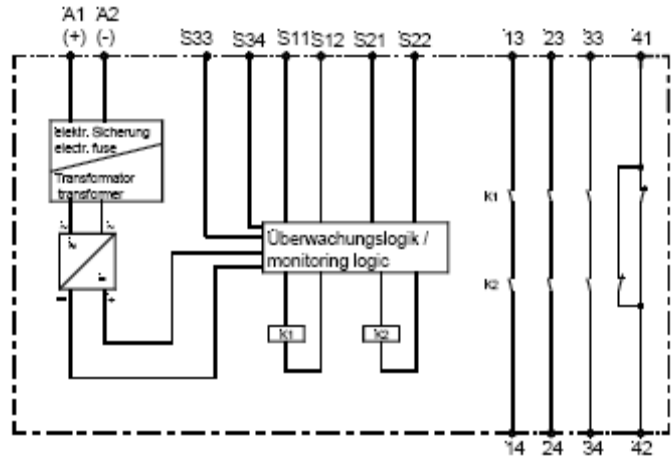 A1 A2
(+) (-) S33 S34 S11 S12 S21 S22 13 23 33 41
elektr. Sicherung
electr. fuse
Transformator
transformer
K1
Überwachungslogik /
monitoring logic
K2
- +
K1 K2
14 24 34 42